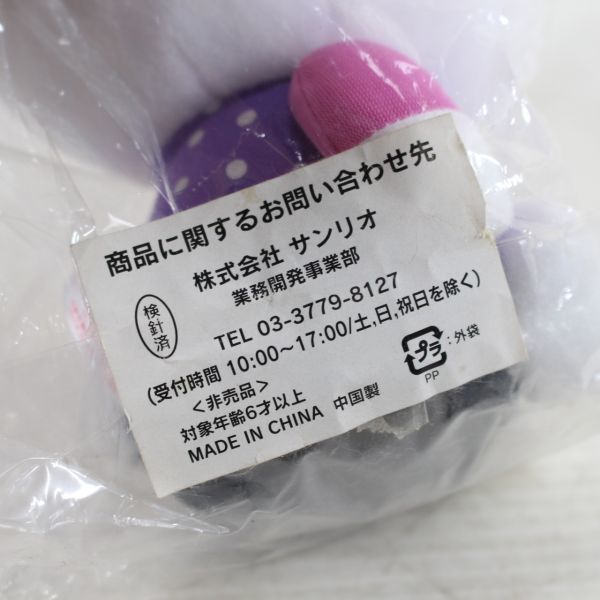 商品に関するお問い合わせ先
株式会社 サンリオ
業務開発事業部
検針済
TEL 03-3779-8127
(受付時間 10:00〜17:00/土,日,祝日を除く)
<非売品>
対象年齢6才以上
MADE IN CHINA 中国製
プラ :外袋
PP